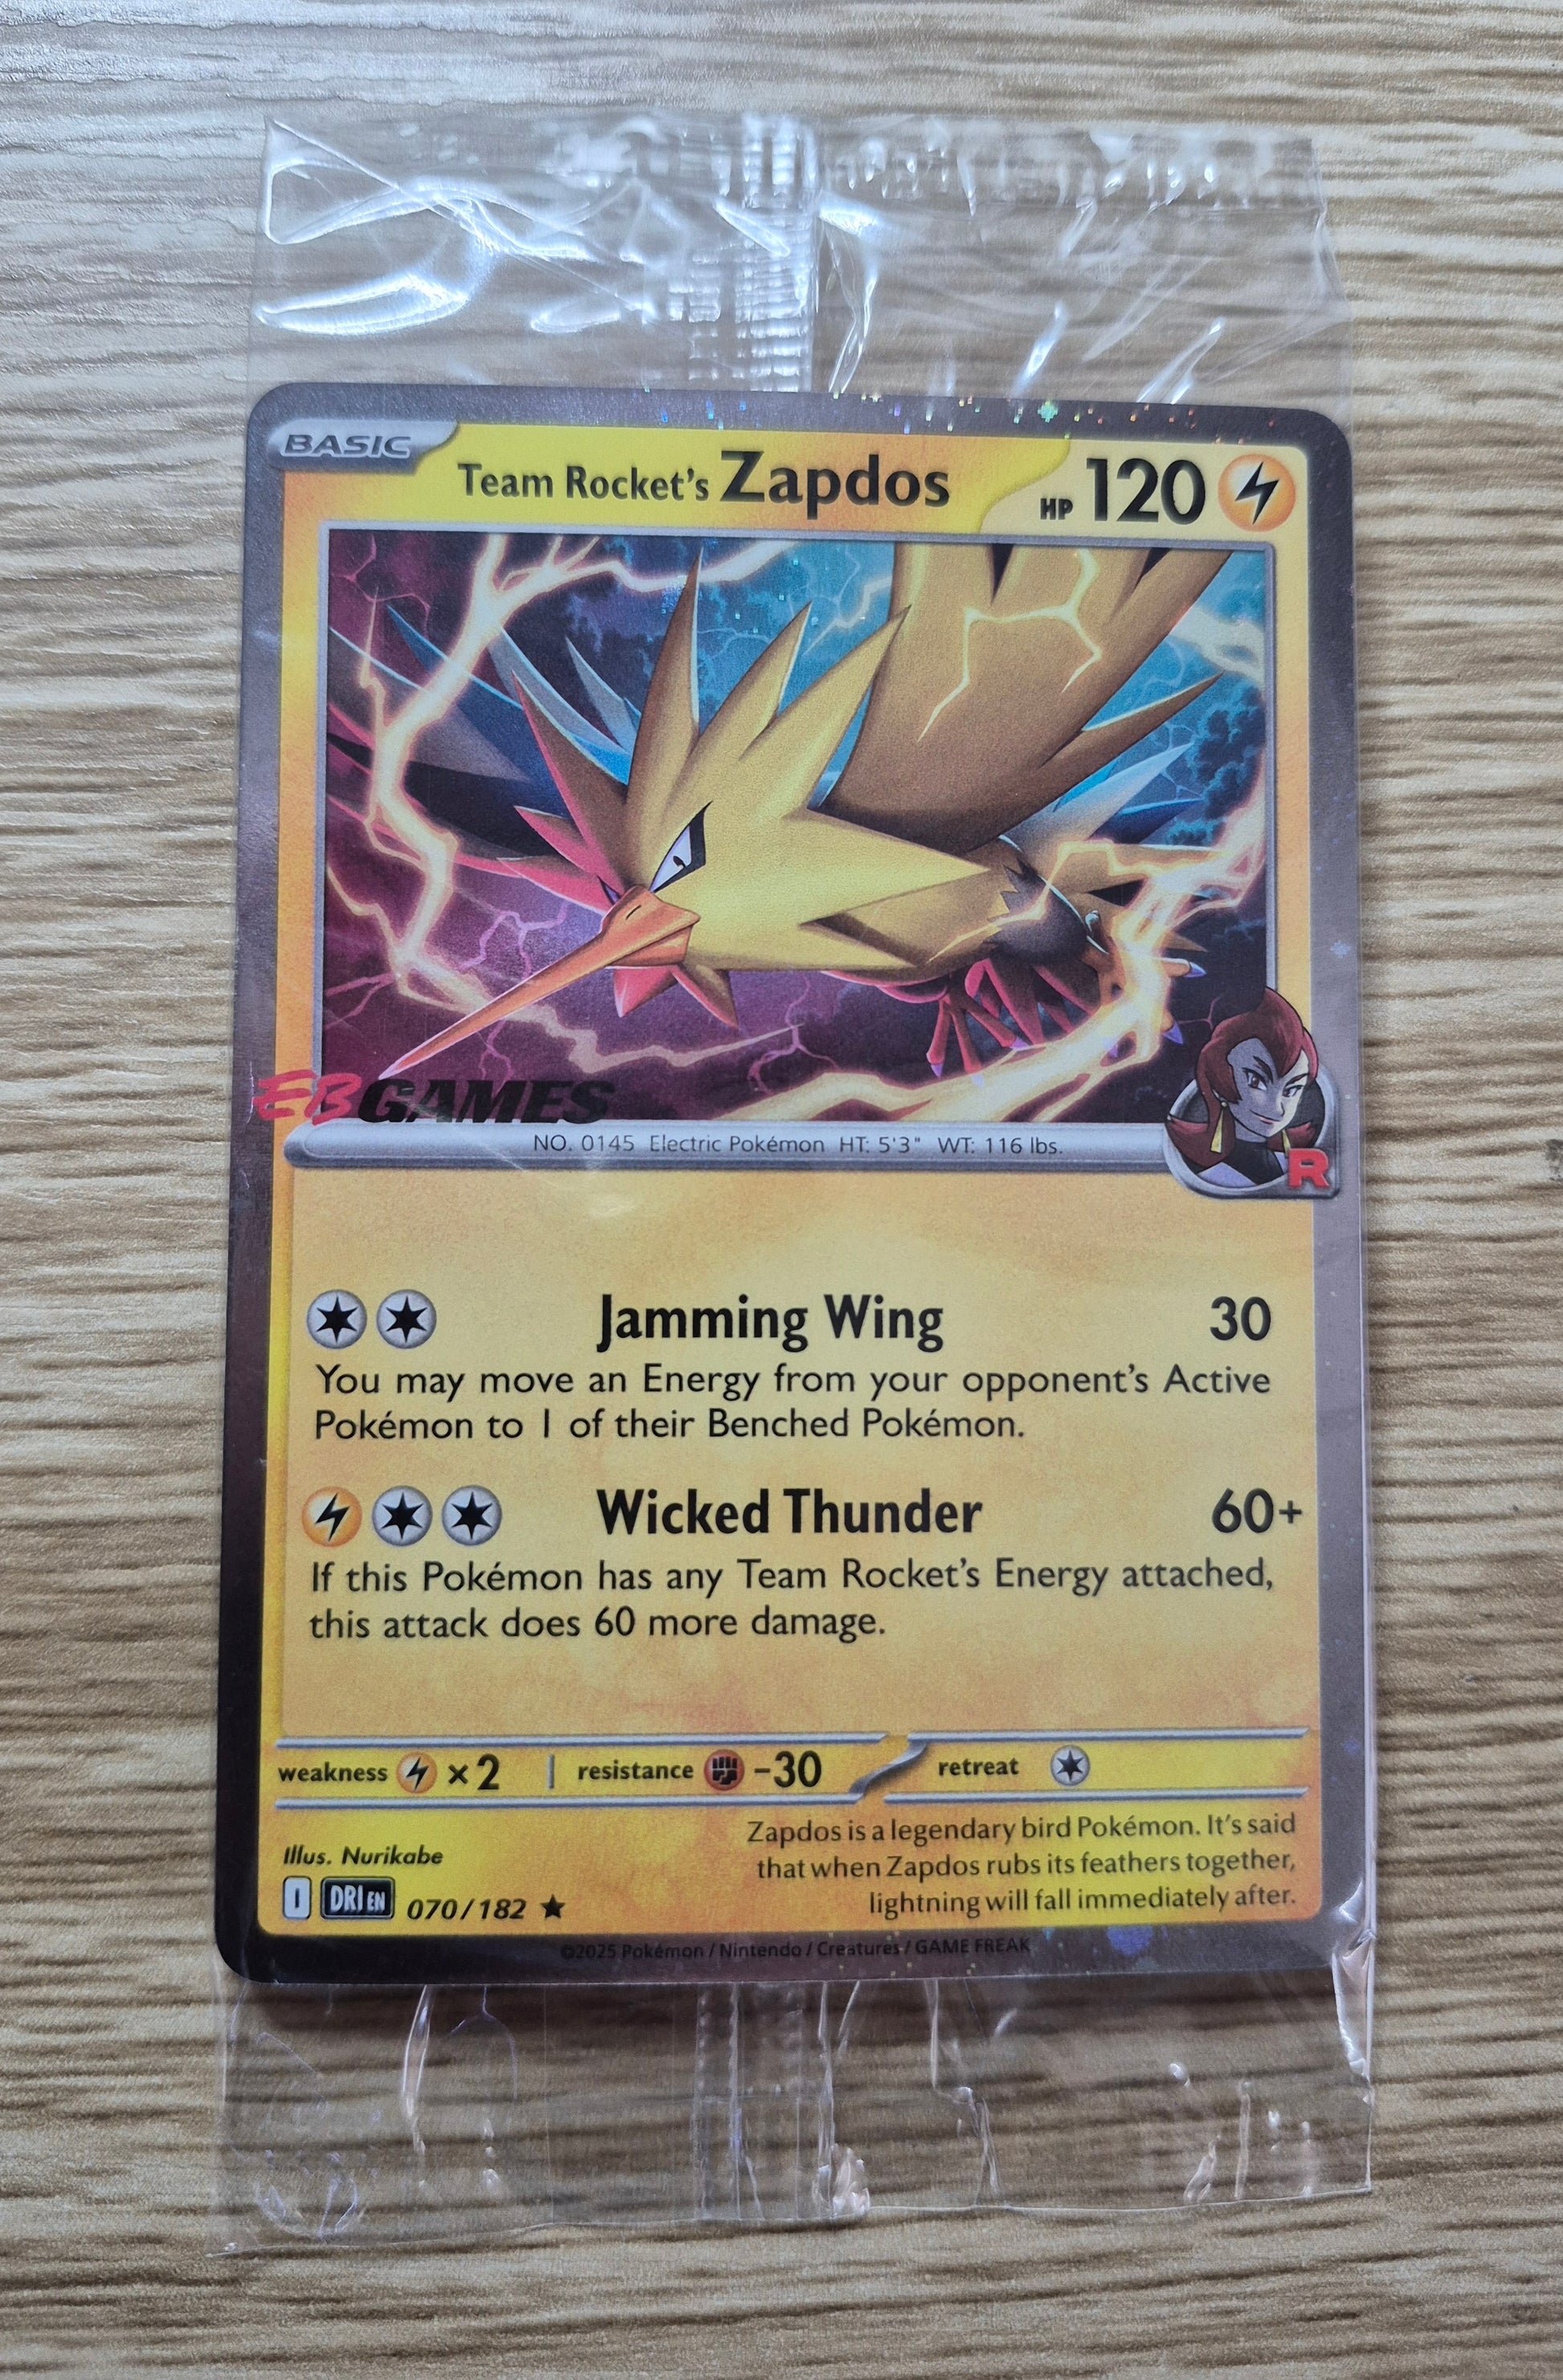 BASIC
Team Rocket's Zapdos HP 120
EB GAMES
NO. 0145 Electric Pokémon HT: 5'3" WT: 116 lbs.
R
Jamming Wing 30
You may move an Energy from your opponent's Active
Pokémon to 1 of their Benched Pokémon.
Wicked Thunder 60+
If this Pokémon has any Team Rocket's Energy attached,
this attack does 60 more damage.
weakness ×2 resistance -30 retreat
Zapdos is a legendary bird Pokémon. It's said
that when Zapdos rubs its feathers together,
lightning will fall immediately after.
Illus. Nurikabe
I DRI EN 070/182 ★
©2025 Pokémon / Nintendo / Creatures / GAME FREAK